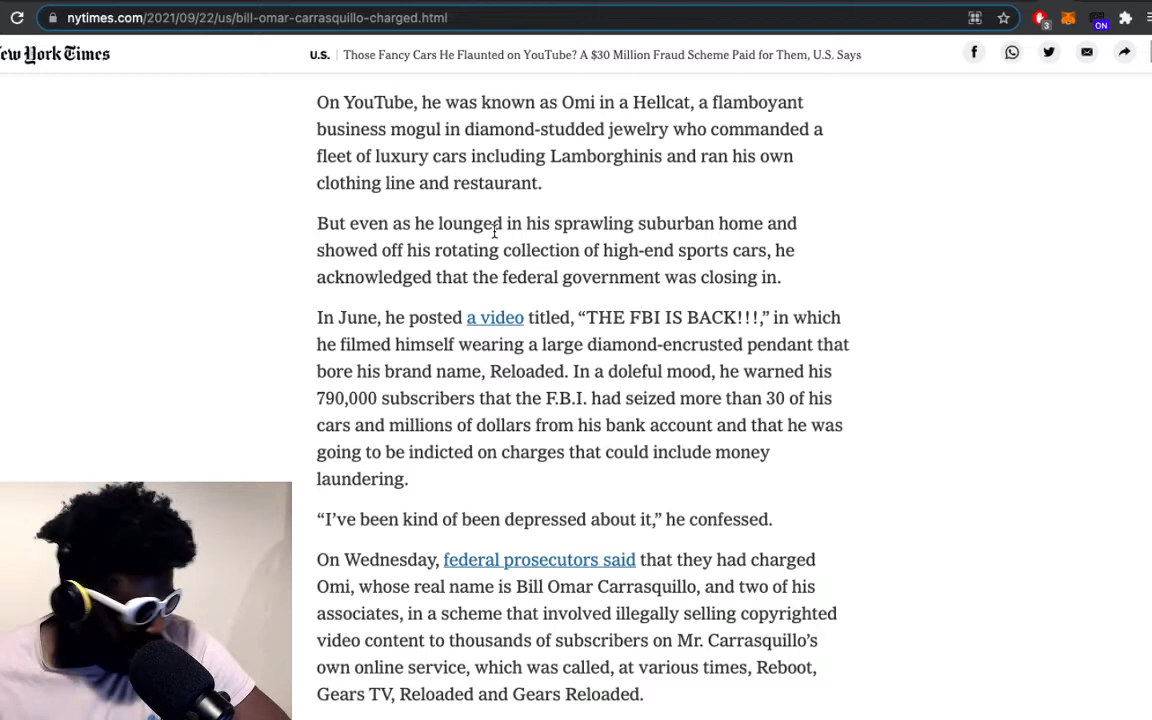 nytimes.com/2021/09/22/us/bill-omar-carrasquillo-charged.html
3
ON
ew York Times
U.S. Those Fancy Cars He Flaunted on YouTube? A $30 Million Fraud Scheme Paid for Them, U.S. Says
On YouTube, he was known as Omi in a Hellcat, a flamboyant
business mogul in diamond-studded jewelry who commanded a
fleet of luxury cars including Lamborghinis and ran his own
clothing line and restaurant.
But even as he lounged in his sprawling suburban home and
showed off his rotating collection of high-end sports cars, he
acknowledged that the federal government was closing in.
In June, he posted a video titled, “THE FBI IS BACK!!!,” in which
he filmed himself wearing a large diamond-encrusted pendant that
bore his brand name, Reloaded. In a doleful mood, he warned his
790,000 subscribers that the F.B.I. had seized more than 30 of his
cars and millions of dollars from his bank account and that he was
going to be indicted on charges that could include money
laundering.
“I’ve been kind of been depressed about it,” he confessed.
On Wednesday, federal prosecutors said that they had charged
Omi, whose real name is Bill Omar Carrasquillo, and two of his
associates, in a scheme that involved illegally selling copyrighted
video content to thousands of subscribers on Mr. Carrasquillo’s
own online service, which was called, at various times, Reboot,
Gears TV, Reloaded and Gears Reloaded.